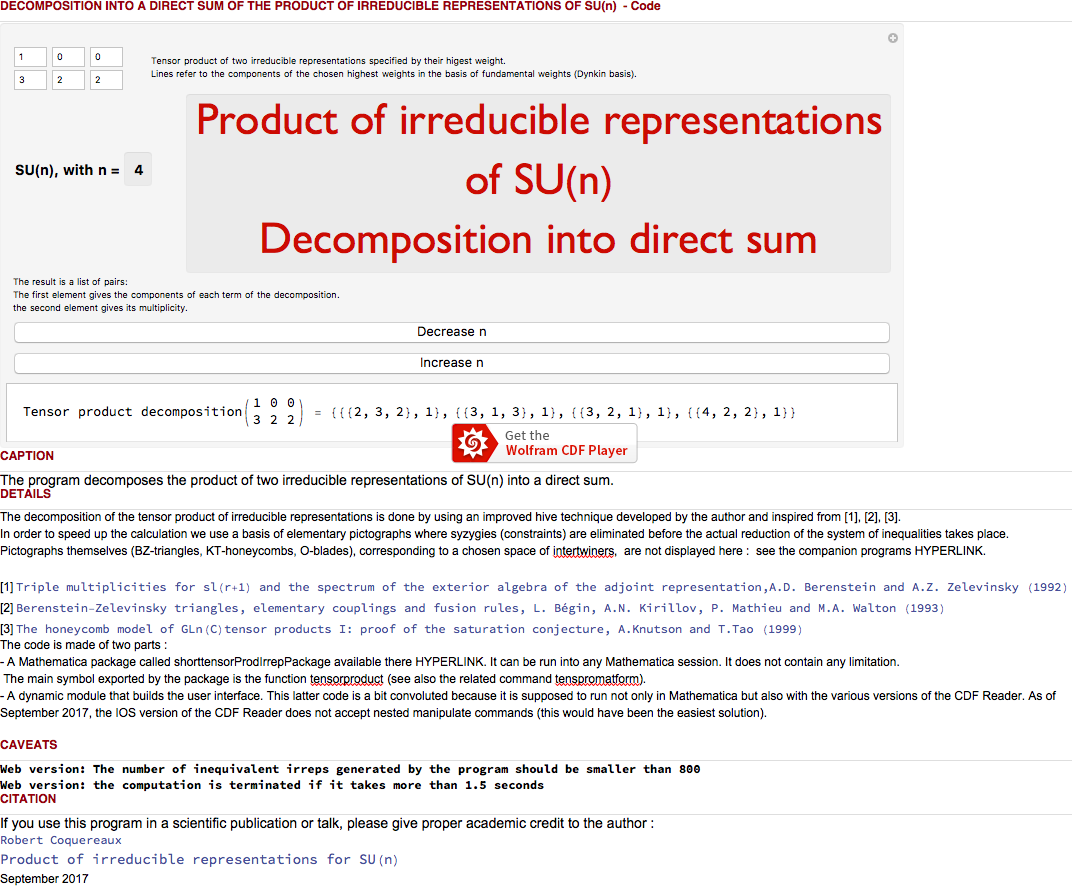 DECOMPOSITION INTO A DIRECT SUM OF THE PRODUCT OF IRREDUCIBLE REPRESENTATIONS OF SU(n) - Code
1 0 0
3 2 2
Tensor product of two irreducible representations specified by their higest weight.
Lines refer to the components of the chosen highest weights in the basis of fundamental weights (Dynkin basis).
SU(n), with n = 4
Product of irreducible representations
of SU(n)
Decomposition into direct sum
The result is a list of pairs:
The first element gives the components of each term of the decomposition.
the second element gives its multiplicity.
Decrease n
Increase n
Tensor product decomposition(1 0 0
3 2 2) = {{{2, 3, 2}, 1}, {{3, 1, 3}, 1}, {{3, 2, 1}, 1}, {{4, 2, 2}, 1}}
Get the
Wolfram CDF Player
CAPTION
The program decomposes the product of two irreducible representations of SU(n) into a direct sum.
DETAILS
The decomposition of the tensor product of irreducible representations is done by using an improved hive technique developed by the author and inspired from [1], [2], [3].
In order to speed up the calculation we use a basis of elementary pictographs where syzygies (constraints) are eliminated before the actual reduction of the system of inequalities takes place.
Pictographs themselves (BZ-triangles, KT-honeycombs, O-blades), corresponding to a chosen space of intertwiners, are not displayed here : see the companion programs HYPERLINK.
[1] Triple multiplicities for sl(r+1) and the spectrum of the exterior algebra of the adjoint representation,A.D. Berenstein and A.Z. Zelevinsky (1992)
[2] Berenstein-Zelevinsky triangles, elementary couplings and fusion rules, L. Bégin, A.N. Kirillov, P. Mathieu and M.A. Walton (1993)
[3] The honeycomb model of GLn(C)tensor products I: proof of the saturation conjecture, A.Knutson and T.Tao (1999)
The code is made of two parts :
- A Mathematica package called shorttensorProdIrrepPackage available there HYPERLINK. It can be run into any Mathematica session. It does not contain any limitation.
The main symbol exported by the package is the function tensorproduct (see also the related command tenspromatform).
- A dynamic module that builds the user interface. This latter code is a bit convoluted because it is supposed to run not only in Mathematica but also with the various versions of the CDF Reader. As of
September 2017, the IOS version of the CDF Reader does not accept nested manipulate commands (this would have been the easiest solution).
CAVEATS
Web version: The number of inequivalent irreps generated by the program should be smaller than 800
Web version: the computation is terminated if it takes more than 1.5 seconds
CITATION
If you use this program in a scientific publication or talk, please give proper academic credit to the author :
Robert Coquereaux
Product of irreducible representations for SU(n)
September 2017